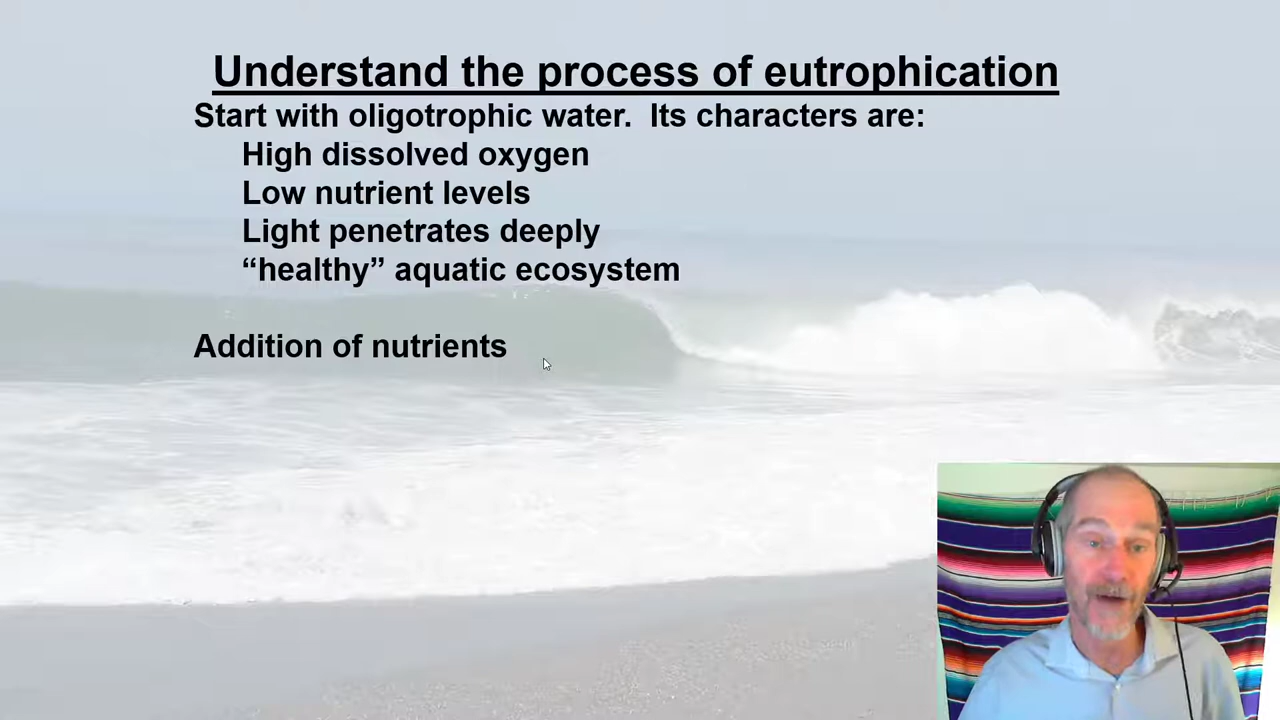 Understand the process of eutrophication
Start with oligotrophic water.  Its characters are:
High dissolved oxygen
Low nutrient levels
Light penetrates deeply
“healthy” aquatic ecosystem
Addition of nutrients